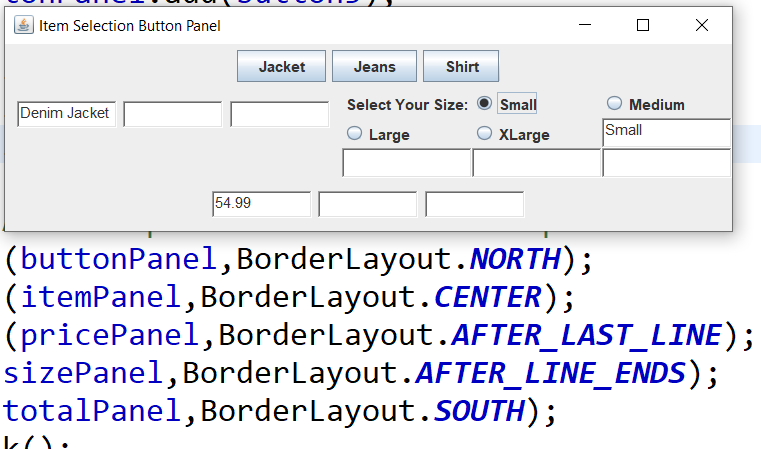 Item Selection Button Panel
Jacket Jeans Shirt
Denim Jacket Select Your Size: Small Medium
Large XLarge Small
54.99
(buttonPanel,BorderLayout.NORTH);
(itemPanel,BorderLayout.CENTER);
(pricePanel,BorderLayout.AFTER_LAST_LINE);
sizePanel,BorderLayout.AFTER_LINE_ENDS);
totalPanel,BorderLayout.SOUTH);
k();